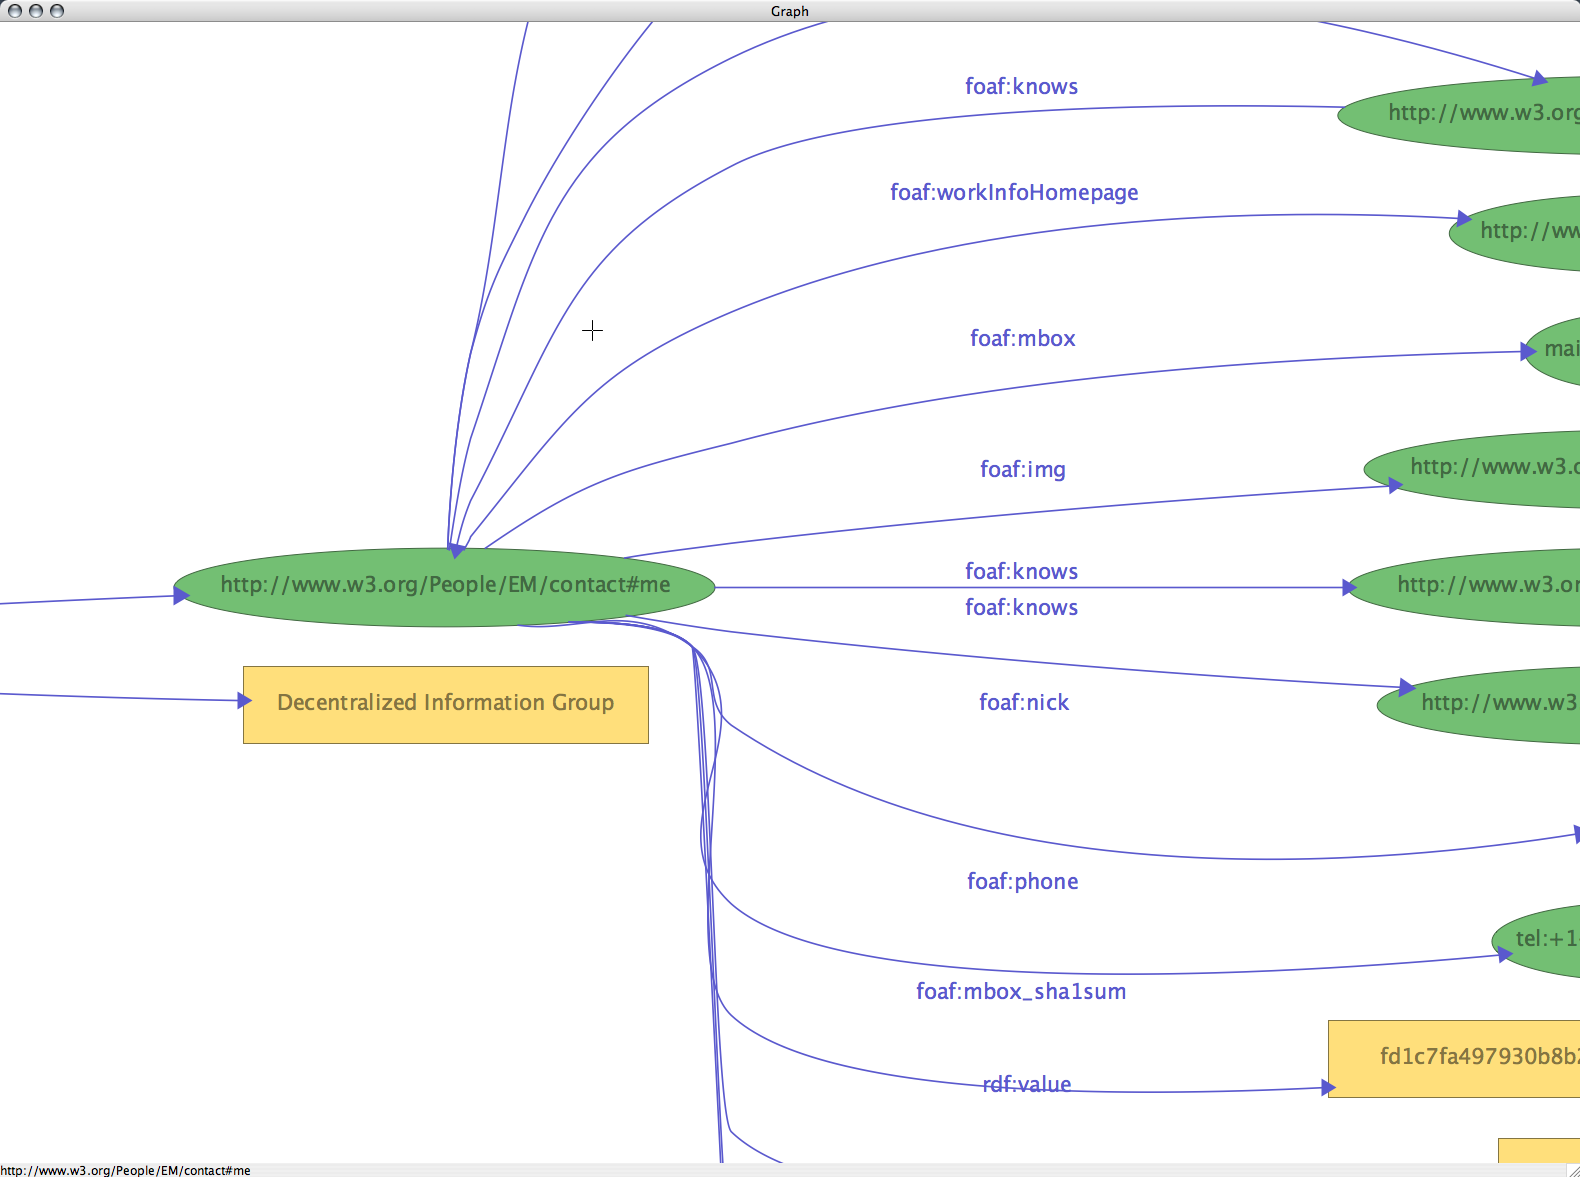 Graph
foaf:knows
http://www.w3.org
foaf:workInfoHomepage
http://ww
foaf:mbox
mai
foaf:img
http://www.w3.o
foaf:knows
http://www.w3.org/People/EM/contact#me
http://www.w3.or
foaf:knows
Decentralized Information Group
foaf:nick
http://www.w3
foaf:phone
tel:+1
foaf:mbox_sha1sum
fd1c7fa497930b8b2
rdf:value
http://www.w3.org/People/EM/contact#me